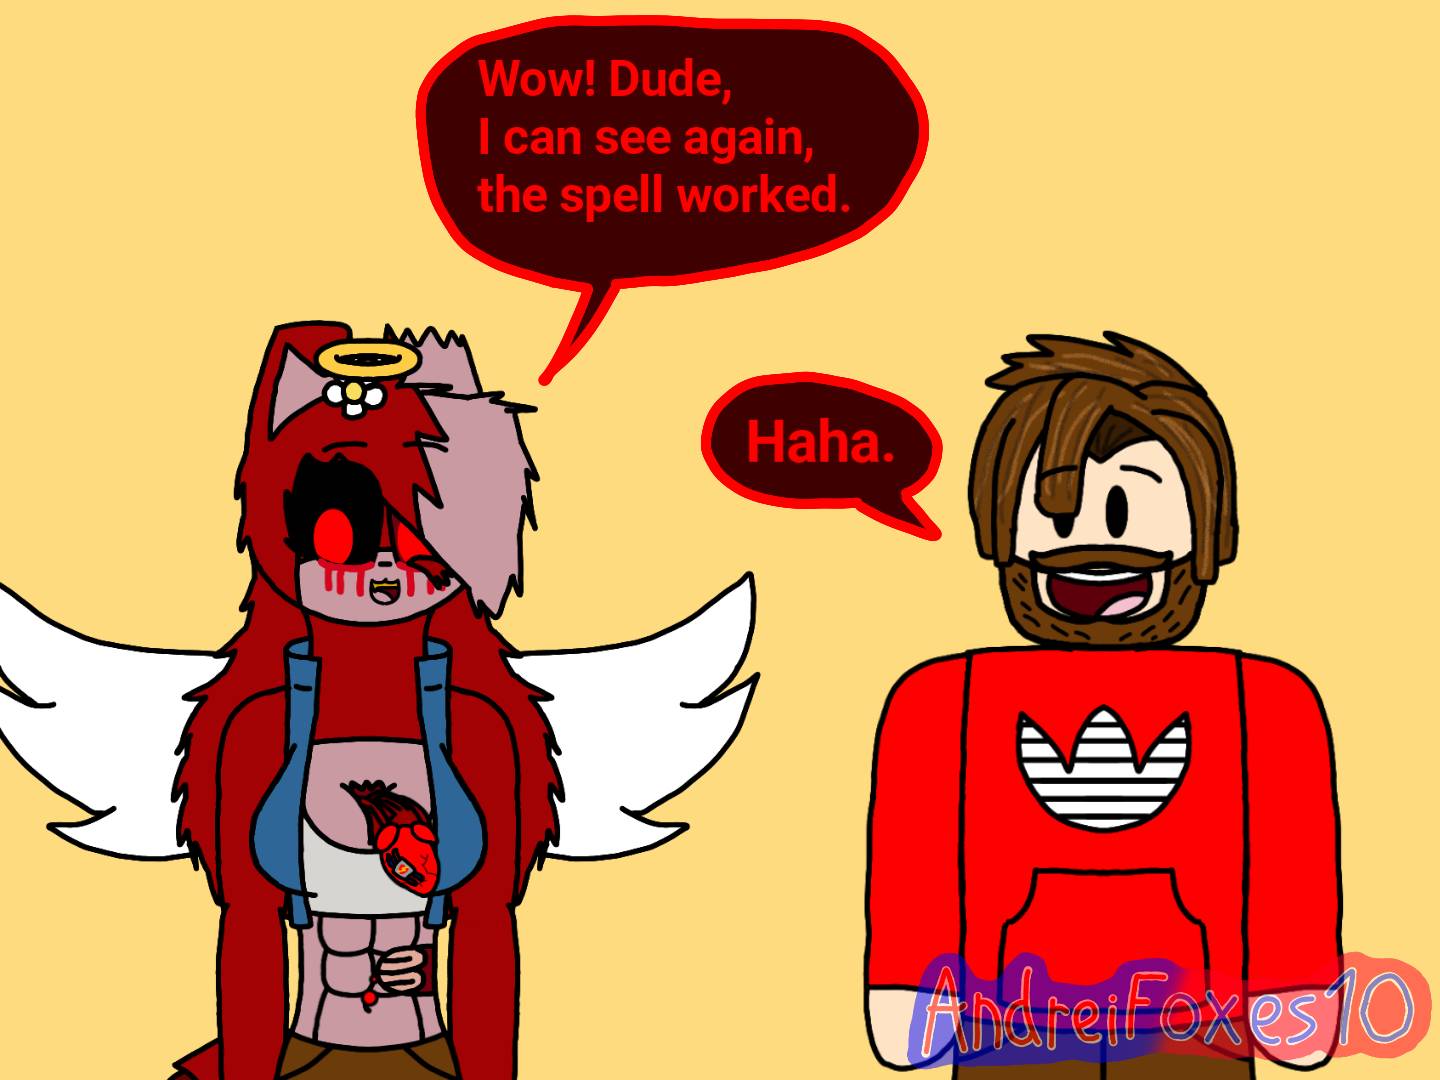 Wow! Dude,
I can see again,
the spell worked.
Haha.
AndreiFoxes10